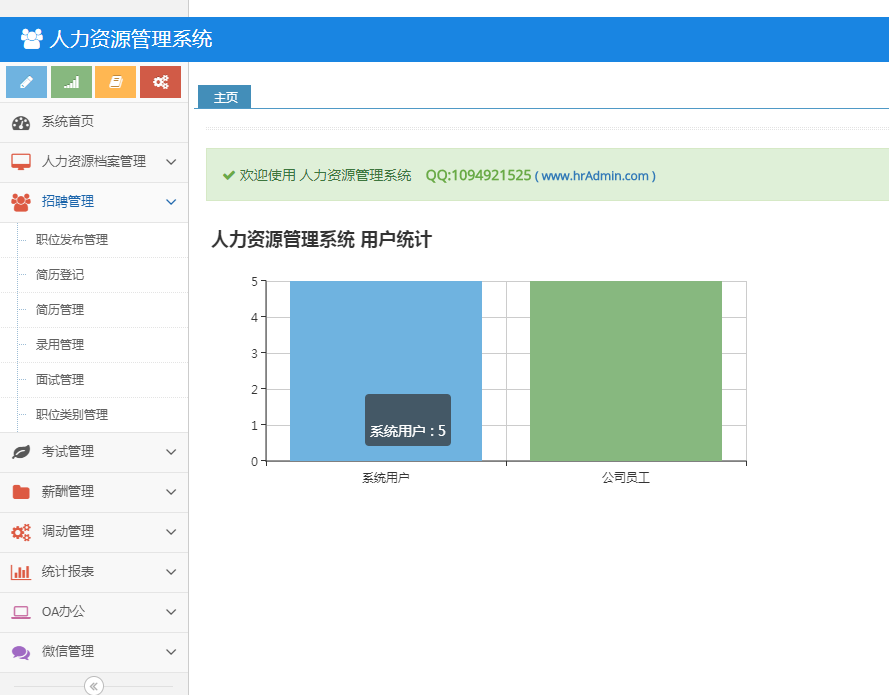 人力资源管理系统
主页
系统首页
人力资源档案管理
招聘管理
职位发布管理
简历登记
简历管理
录用管理
面试管理
职位类别管理
考试管理
薪酬管理
调动管理
统计报表
OA办公
微信管理
欢迎使用 人力资源管理系统 QQ:1094921525 ( www.hrAdmin.com )
人力资源管理系统 用户统计
5
4
3
2
1
0
系统用户 : 5
系统用户 公司员工